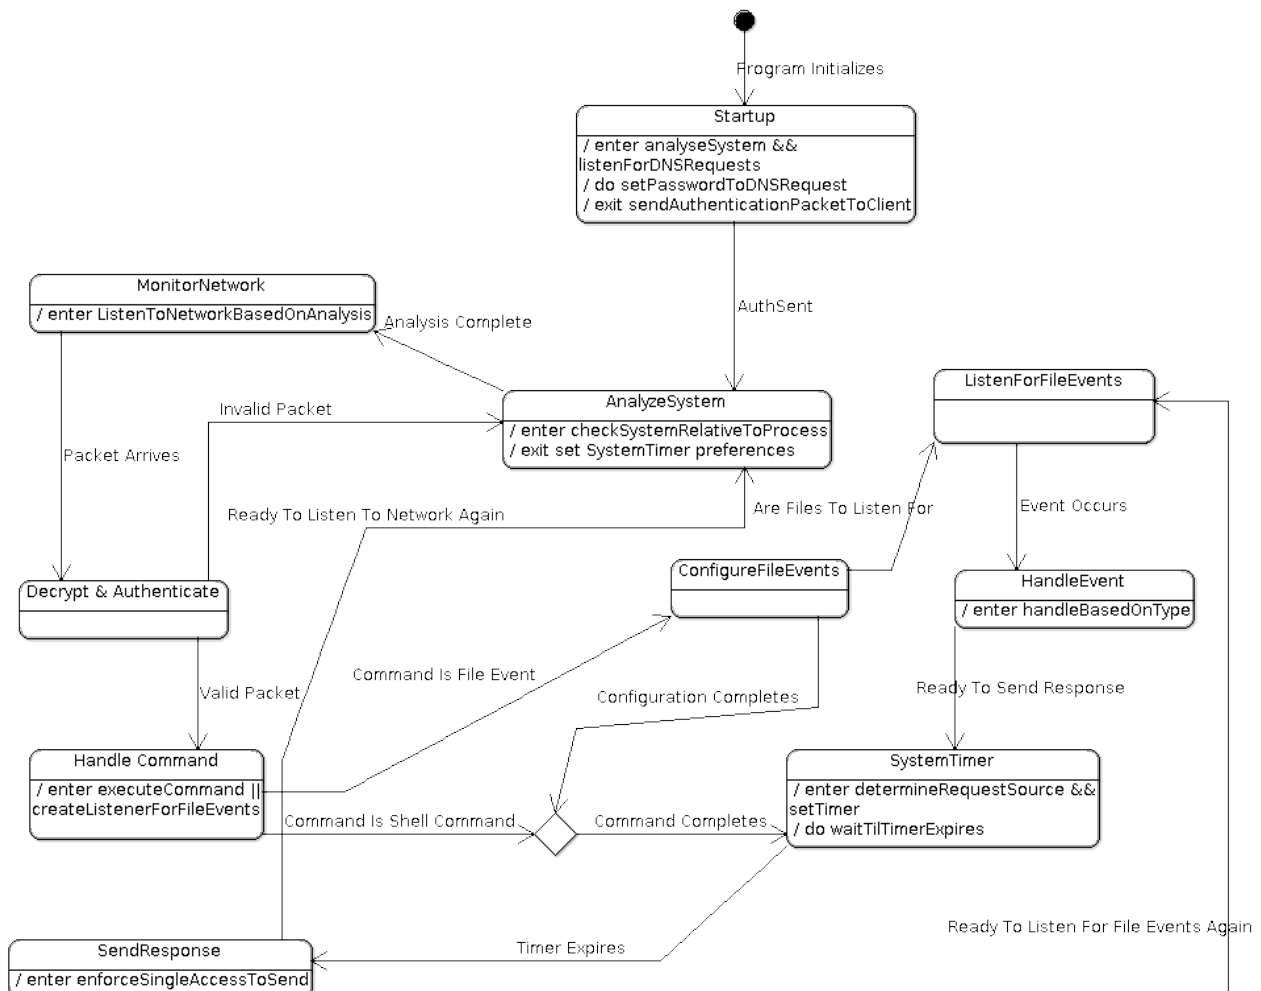 Program Initializes
Startup
/ enter analyseSystem &&
listenForDNSRequests
/ do setPasswordToDNSRequest
/ exit sendAuthenticationPacketToClient
MonitorNetwork
/ enter ListenToNetworkBasedOnAnalysis
Analysis Complete
AuthSent
AnalyzeSystem
/ enter checkSystemRelativeToProcess
/ exit set SystemTimer preferences
ListenForFileEvents
Invalid Packet
Packet Arrives
Ready To Listen To Network Again
Are Files To Listen For
Event Occurs
Decrypt & Authenticate
ConfigureFileEvents
HandleEvent
/ enter handleBasedOnType
Valid Packet
Command Is File Event
Configuration Completes
Ready To Send Response
Handle Command
/ enter executeCommand ||
createListenerForFileEvents
Command Is Shell Command
Command Completes
SystemTimer
/ enter determineRequestSource &&
setTimer
/ do waitTilTimerExpires
Ready To Listen For File Events Again
Timer Expires
SendResponse
/ enter enforceSingleAccessToSend